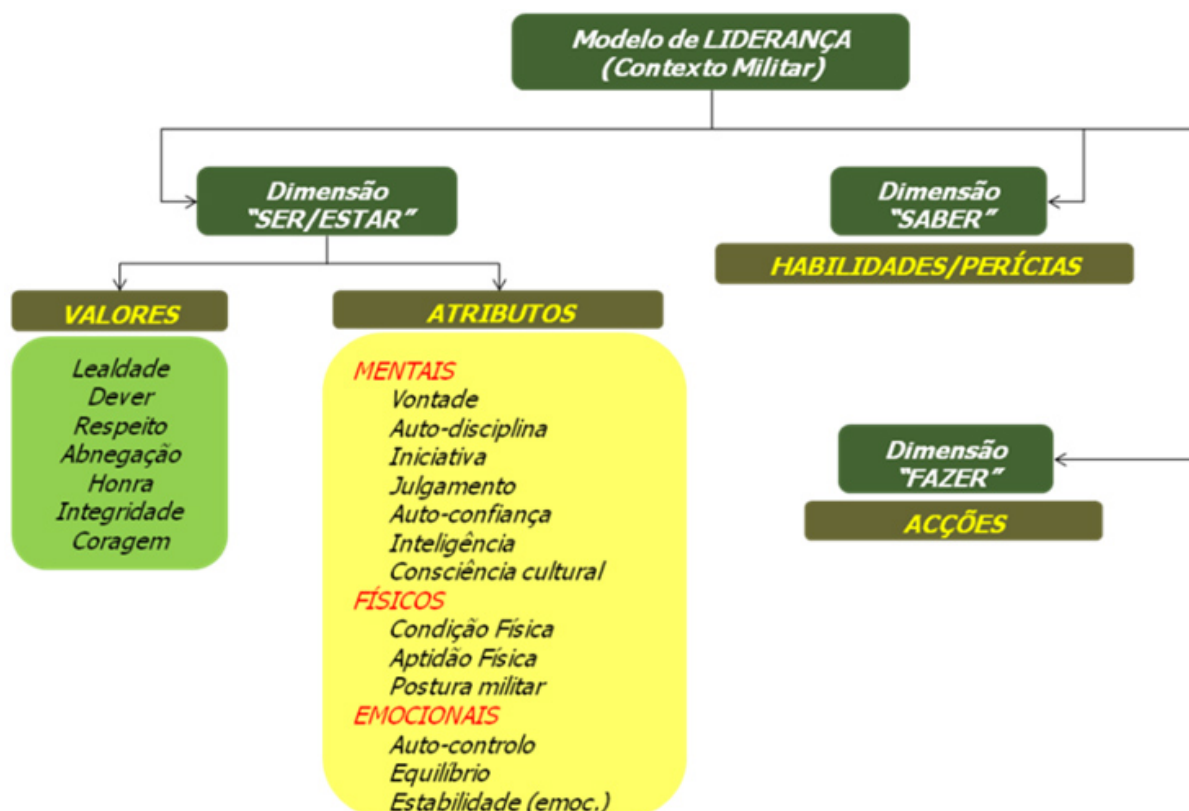 Modelo de LIDERANÇA
(Contexto Militar)
Dimensão
"SER/ESTAR"
Dimensão
"SABER"
HABILIDADES/PERÍCIAS
VALORES
Lealdade
Dever
Respeito
Abnegação
Honra
Integridade
Coragem
ATRIBUTOS
MENTAIS
Vontade
Auto-disciplina
Iniciativa
Julgamento
Auto-confiança
Inteligência
Consciência cultural
FÍSICOS
Condição Física
Aptidão Física
Postura militar
EMOCIONAIS
Auto-controlo
Equilíbrio
Estabilidade (emoc.)
Dimensão
"FAZER"
ACÇÕES